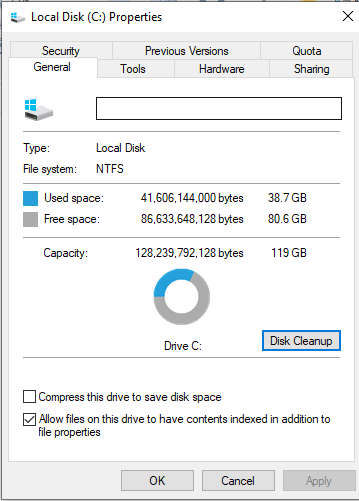 Local Disk (C:) Properties
Security Previous Versions Quota
General Tools Hardware Sharing
Type: Local Disk
File system: NTFS
Used space: 41,606,144,000 bytes 38.7 GB
Free space: 86,633,648,128 bytes 80.6 GB
Capacity: 128,239,792,128 bytes 119 GB
Drive C: Disk Cleanup
Compress this drive to save disk space
Allow files on this drive to have contents indexed in addition to
file properties
OK Cancel Apply